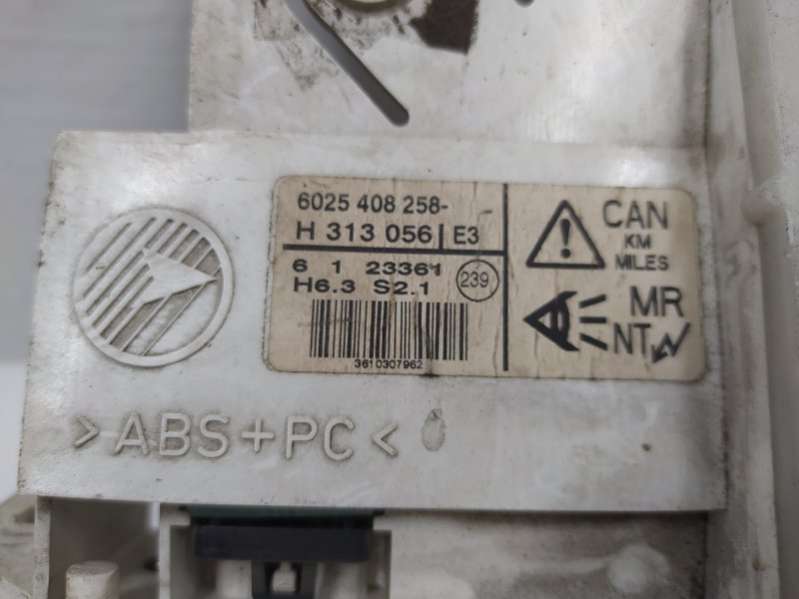 6025 408 258-
H 313 056 E3
6 1 23361
H6.3 S2.1
239
3610307962
CAN
KM
MILES
MR
NT
>ABS+PC<